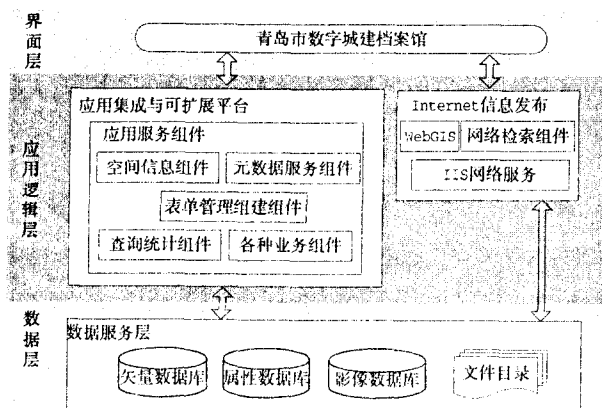 界面层
青岛市数字城建档案馆
应用逻辑层
应用集成与可扩展平台
应用服务组件
空间信息组件
元数据服务组件
表单管理组建组件
查询统计组件
各种业务组件
Internet信息发布
WebGIS
网络检索组件
IIS网络服务
数据层
数据服务层
矢量数据库
属性数据库
影像数据库
文件目录